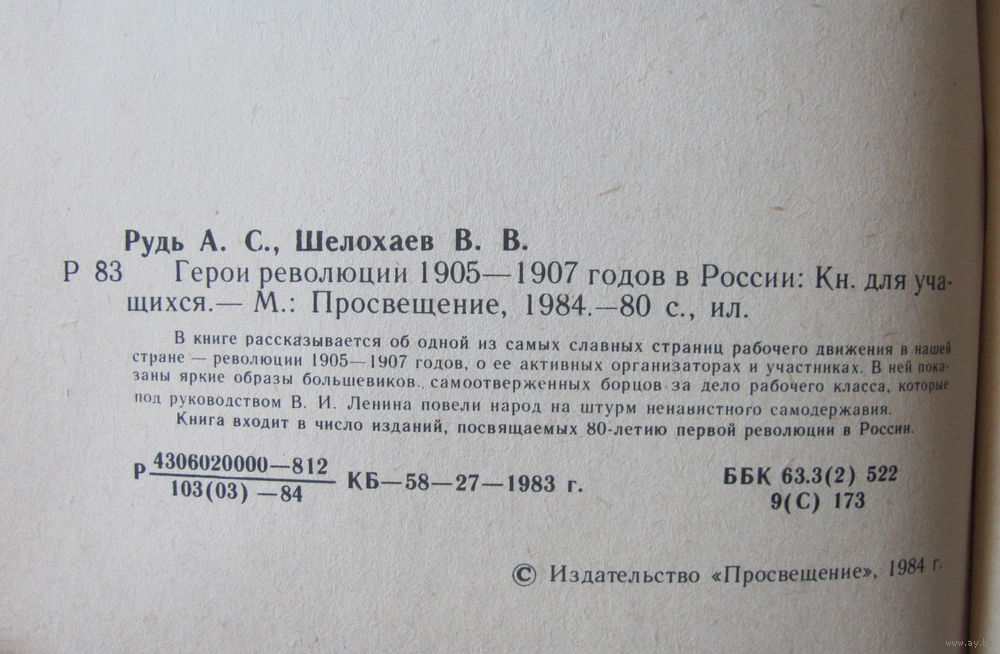 Рудь А. С., Шелохаев В. В.
Р 83 Герои революции 1905—1907 годов в России: Кн. для уча-
щихся.— М.: Просвещение, 1984.—80 с., ил.
В книге рассказывается об одной из самых славных страниц рабочего движения в нашей
стране — революции 1905—1907 годов, о ее активных организаторах и участниках. В ней пока-
заны яркие образы большевиков, самоотверженных борцов за дело рабочего класса, которые
под руководством В. И. Ленина повели народ на штурм ненавистного самодержавия.
Книга входит в число изданий, посвящаемых 80-летию первой революции в России.
Р 4306020000—812
103(03) —84
КБ—58—27—1983 г.
ББК 63.3(2) 522
9(С) 173
© Издательство «Просвещение», 1984 г.